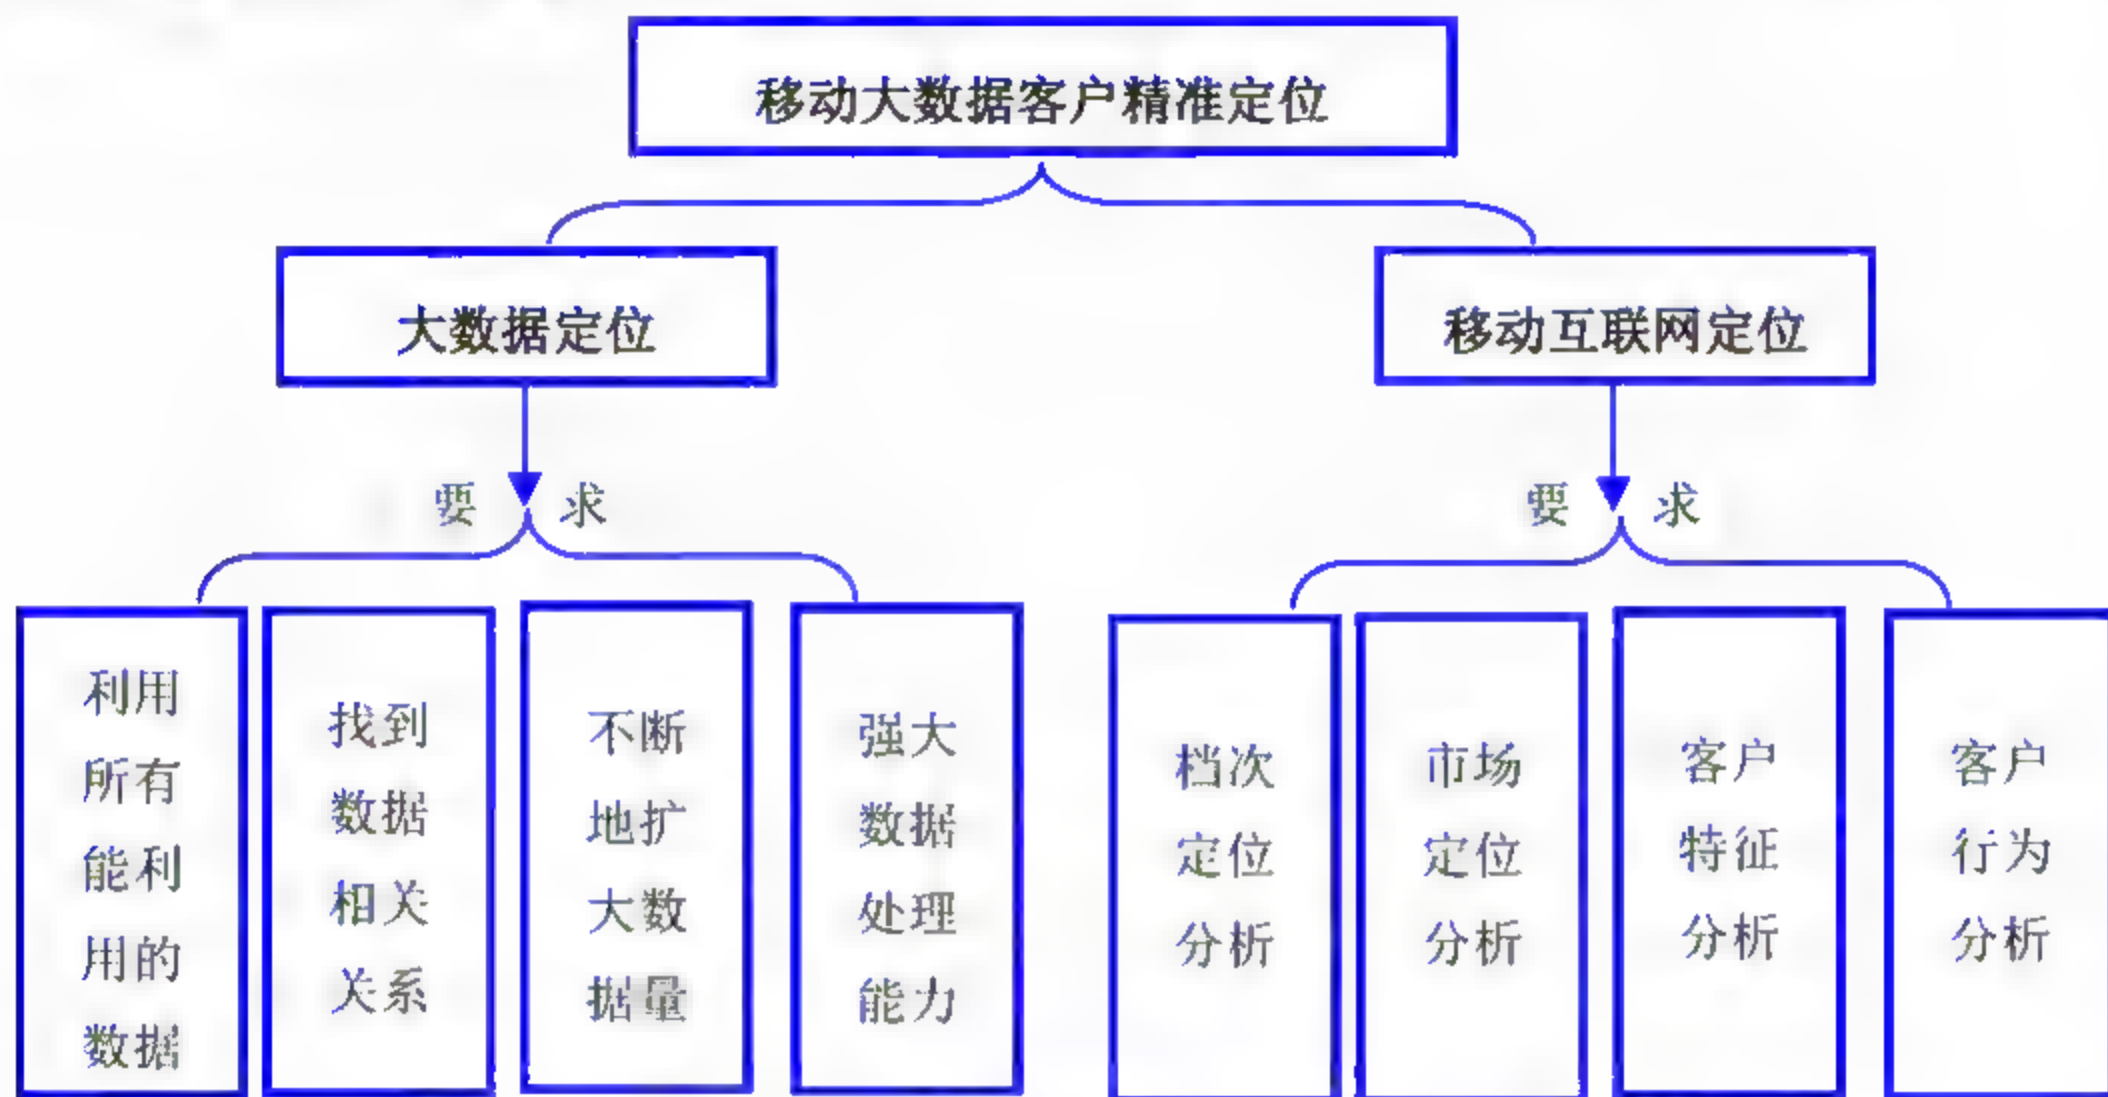 移动大数据客户精准定位
大数据定位
移动互联网定位
要 求
要 求
利用
所有
能利
用的
数据
找到
数据
相关
关系
不断
地扩
大数
据量
强大
数据
处理
能力
档次
定位
分析
市场
定位
分析
客户
特征
分析
客户
行为
分析